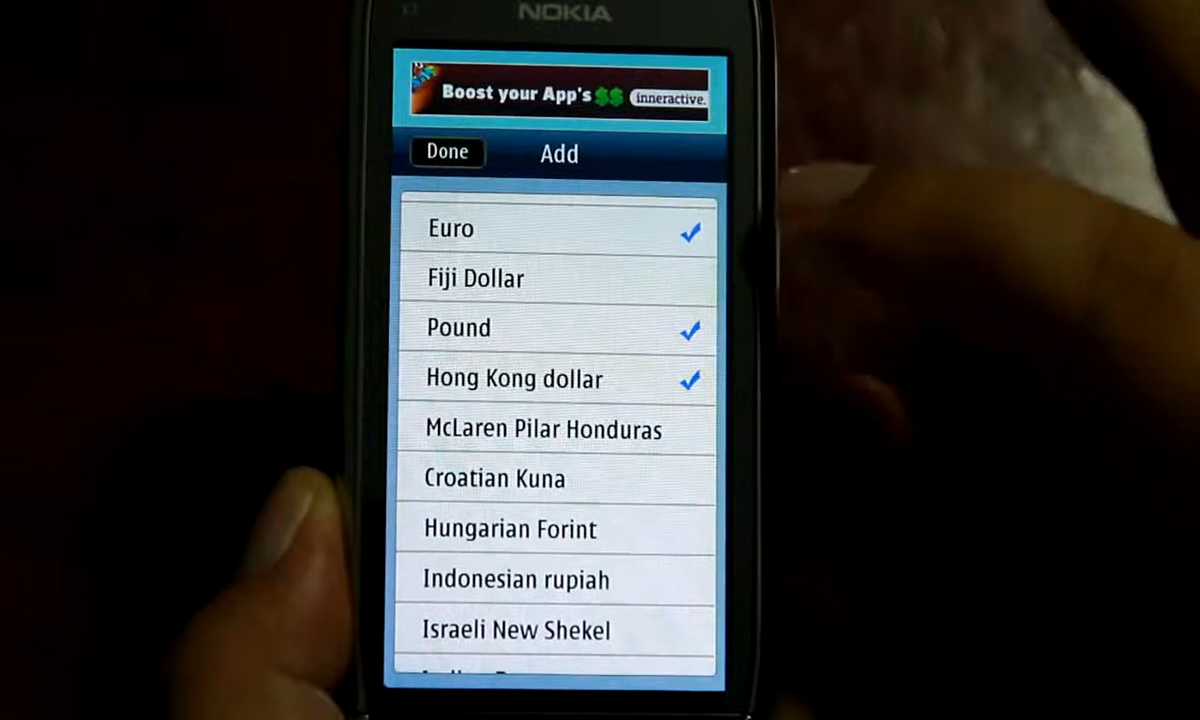 NOKIA
Boost your App's $$ inneractive.
Done Add
Euro
Fiji Dollar
Pound
Hong Kong dollar
McLaren Pilar Honduras
Croatian Kuna
Hungarian Forint
Indonesian rupiah
Israeli New Shekel